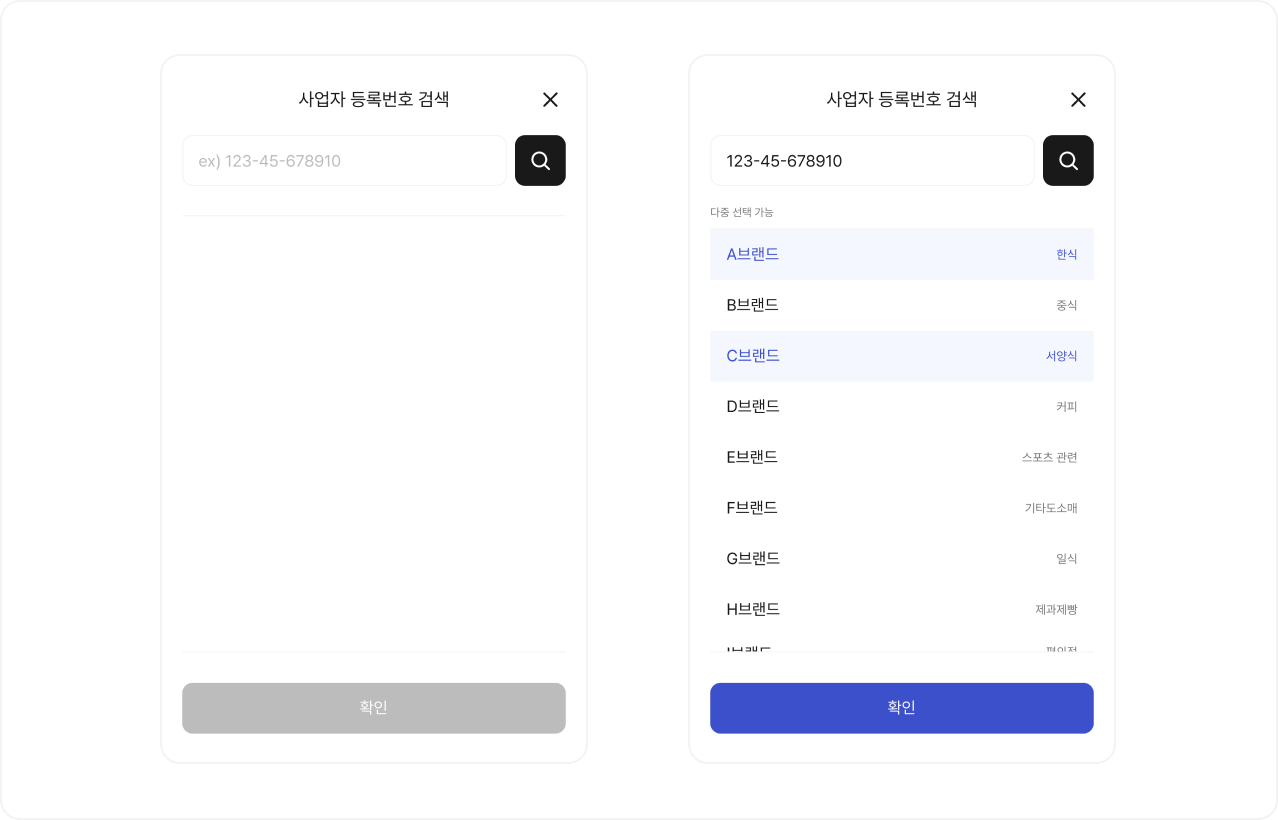 사업자 등록번호 검색
ex) 123-45-678910
확인
사업자 등록번호 검색
123-45-678910
다중 선택 가능
A브랜드 한식
B브랜드 중식
C브랜드 서양식
D브랜드 커피
E브랜드 스포츠 관련
F브랜드 기타도소매
G브랜드 일식
H브랜드 제과제빵
확인